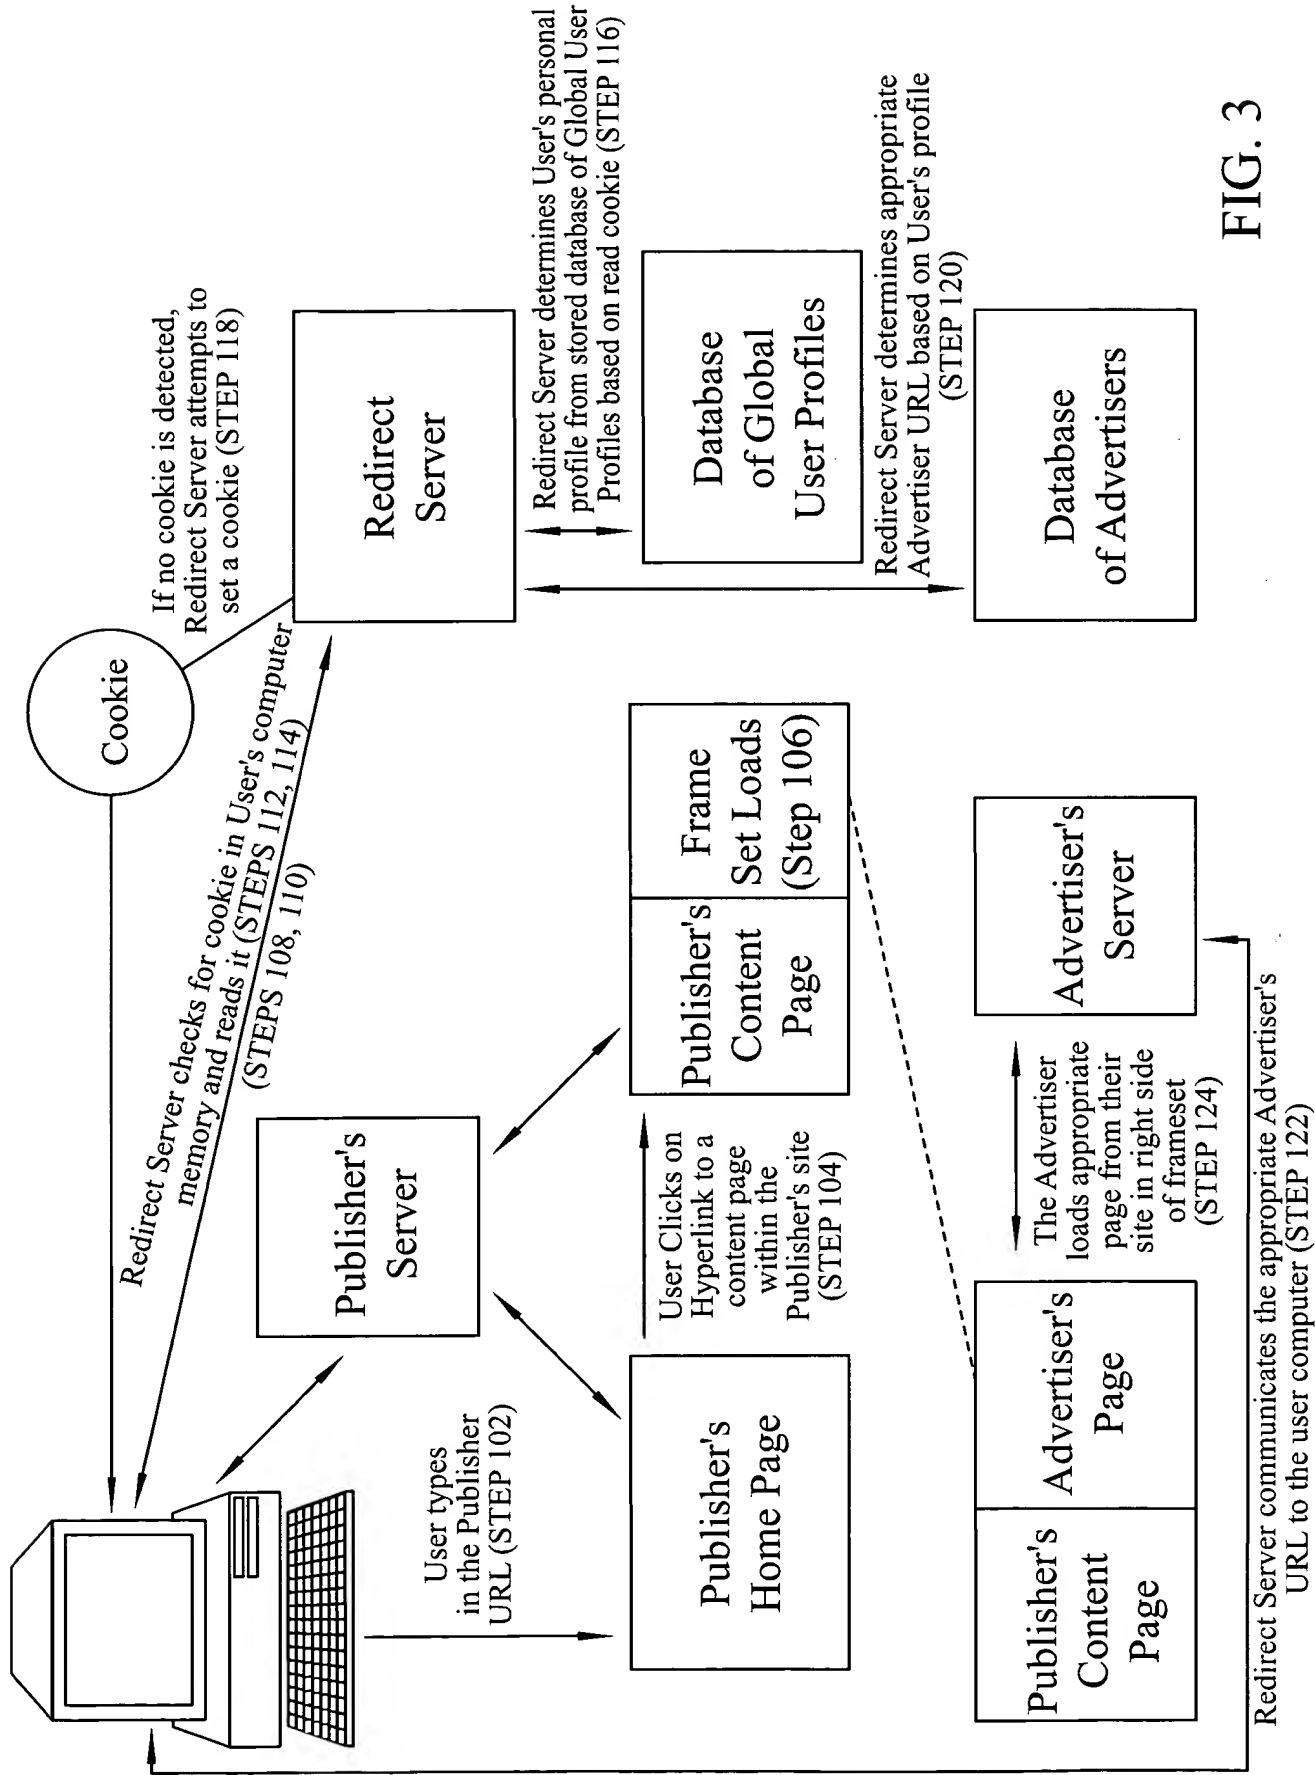 Cookie
If no cookie is detected,
Redirect Server attempts to
set a cookie (STEP 118)
Redirect Server checks for cookie in User's computer
memory and reads it (STEPS 112, 114)
(STEPS 108, 110)
Redirect
Server
Publisher's
Server
User types
in the Publisher
URL (STEP 102)
Redirect Server determines User's personal
profile from stored database of Global User
Profiles based on read cookie (STEP 116)
Publisher's
Home Page
User Clicks on
Hyperlink to a
content page
within the
Publisher's site
(STEP 104)
Publisher's
Content
Page
Frame
Set Loads
(Step 106)
Database
of Global
User Profiles
Redirect Server determines appropriate
Advertiser URL based on User's profile
(STEP 120)
Publisher's
Content
Page
Advertiser's
Page
The Advertiser
loads appropriate
page from their
site in right side
of frameset
(STEP 124)
Advertiser's
Server
Database
of Advertisers
Redirect Server communicates the appropriate Advertiser's
URL to the user computer (STEP 122)
FIG. 3